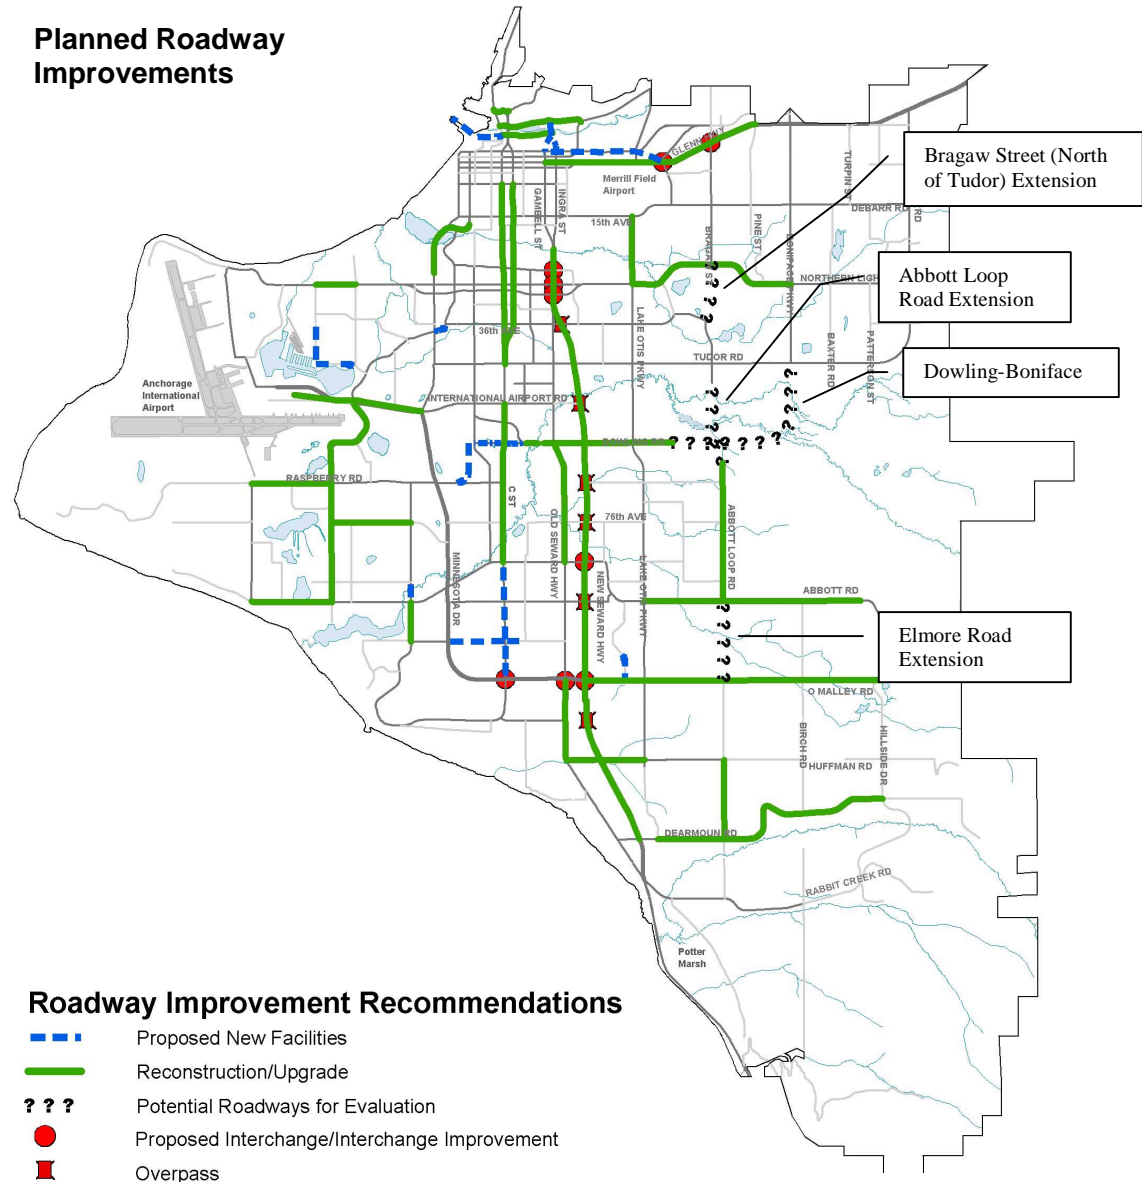 Planned Roadway
Improvements
GLENN HWY
Merrill Field
Airport
TURPIN ST
Bragaw Street (North
of Tudor) Extension
DEBARR RD
RD
GAMBELL ST
INGRA ST
15th AVE
BRAGAW ST
PINE ST
BONIFACE PKWY
NORTHERN LIGH
Abbott Loop
Road Extension
36th AVE
LAKE OTIS PKWY
TUDOR RD
BAXTER RD
PATTERSON ST
Dowling-Boniface
Anchorage
International
Airport
INTERNATIONAL AIRPORT RD
DOWLING RD
RASPBERRY RD
C ST
OLD SEWARD HWY
76th AVE
ABBOTT LOOP RD
MINNESOTA DR
NEW SEWARD HWY
LAKE OTIS PKWY
ABBOTT RD
Elmore Road
Extension
O MALLEY RD
BIRCH RD
HILLSIDE DR
HUFFMAN RD
DEARMOUN RD
RABBIT CREEK RD
Potter
Marsh
Roadway Improvement Recommendations
Proposed New Facilities
Reconstruction/Upgrade
? ? ? Potential Roadways for Evaluation
Proposed Interchange/Interchange Improvement
Overpass